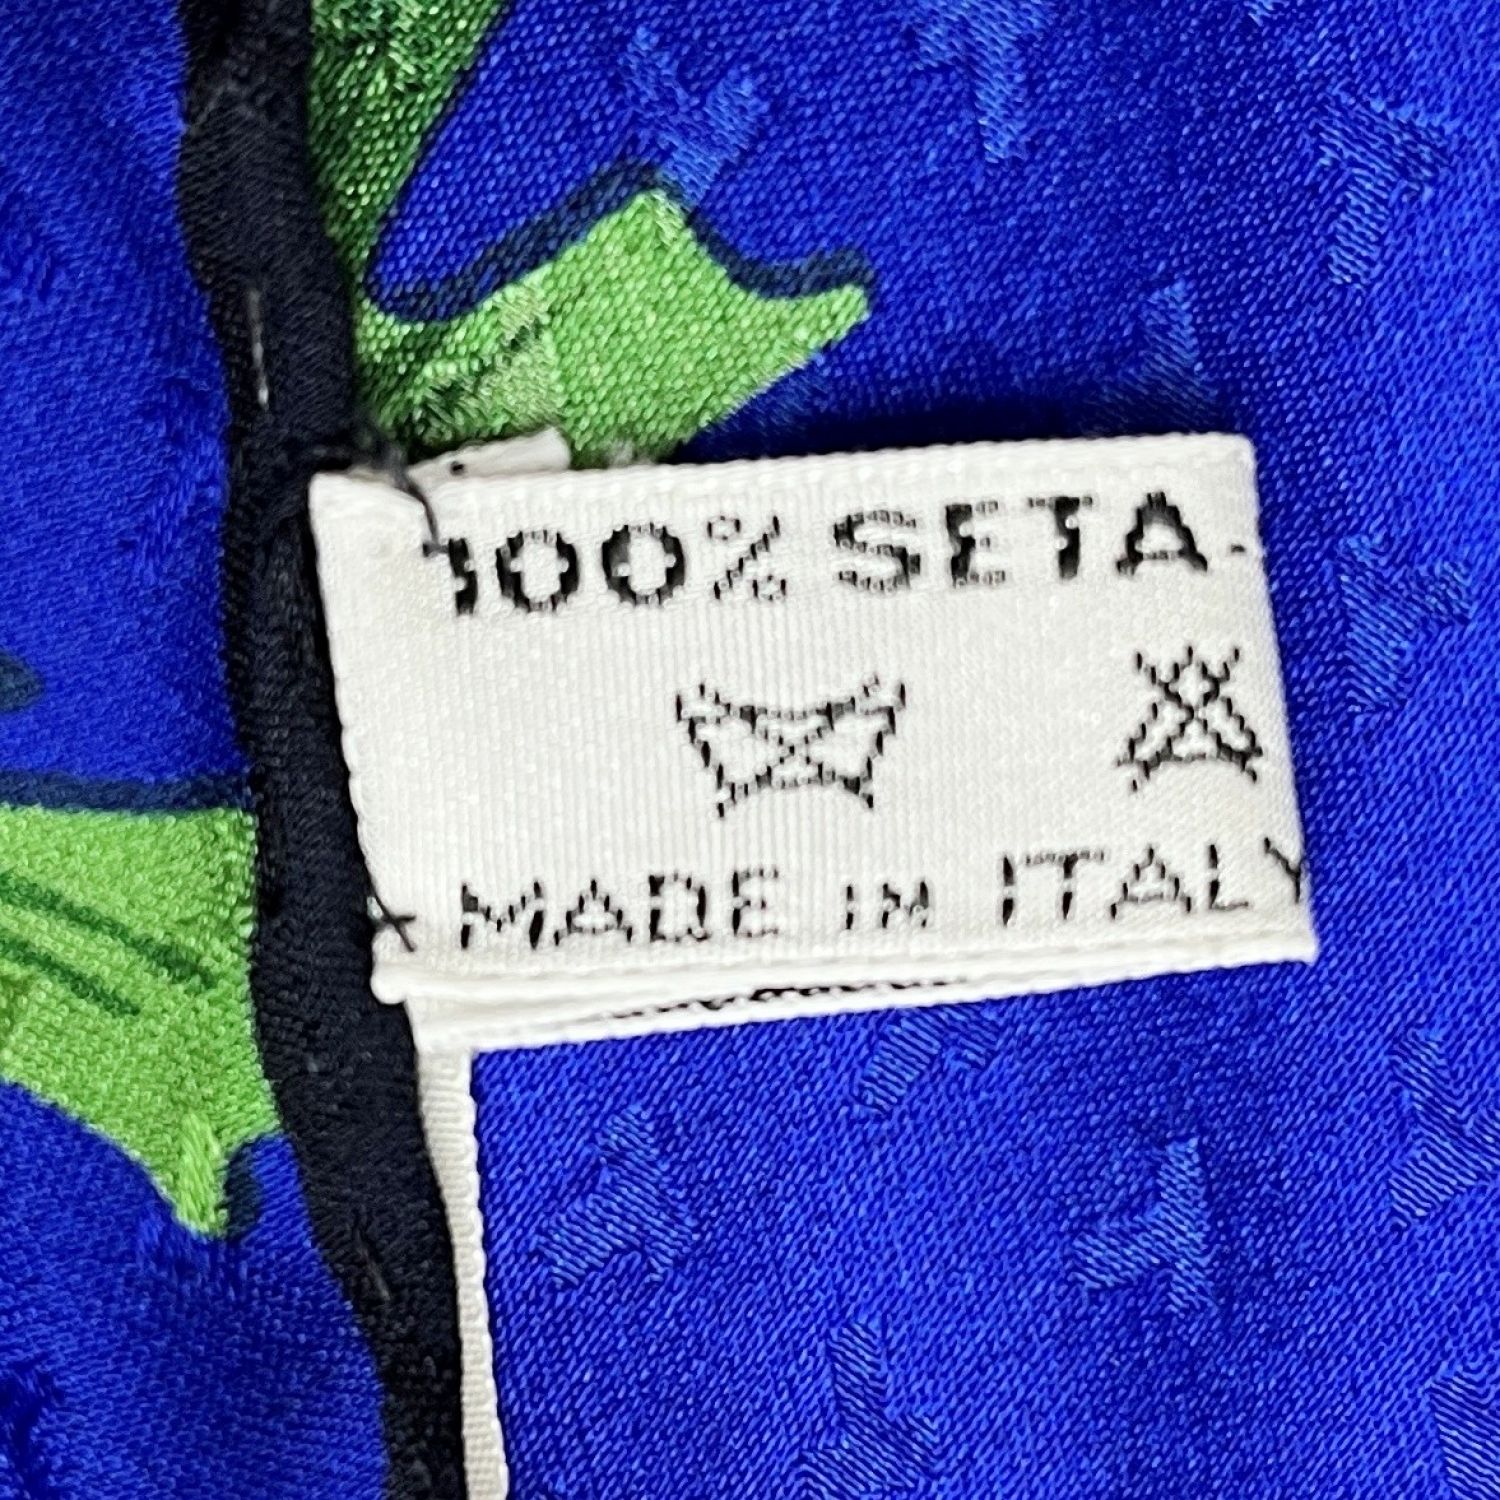 100% SETA-
MADE IN ITALY